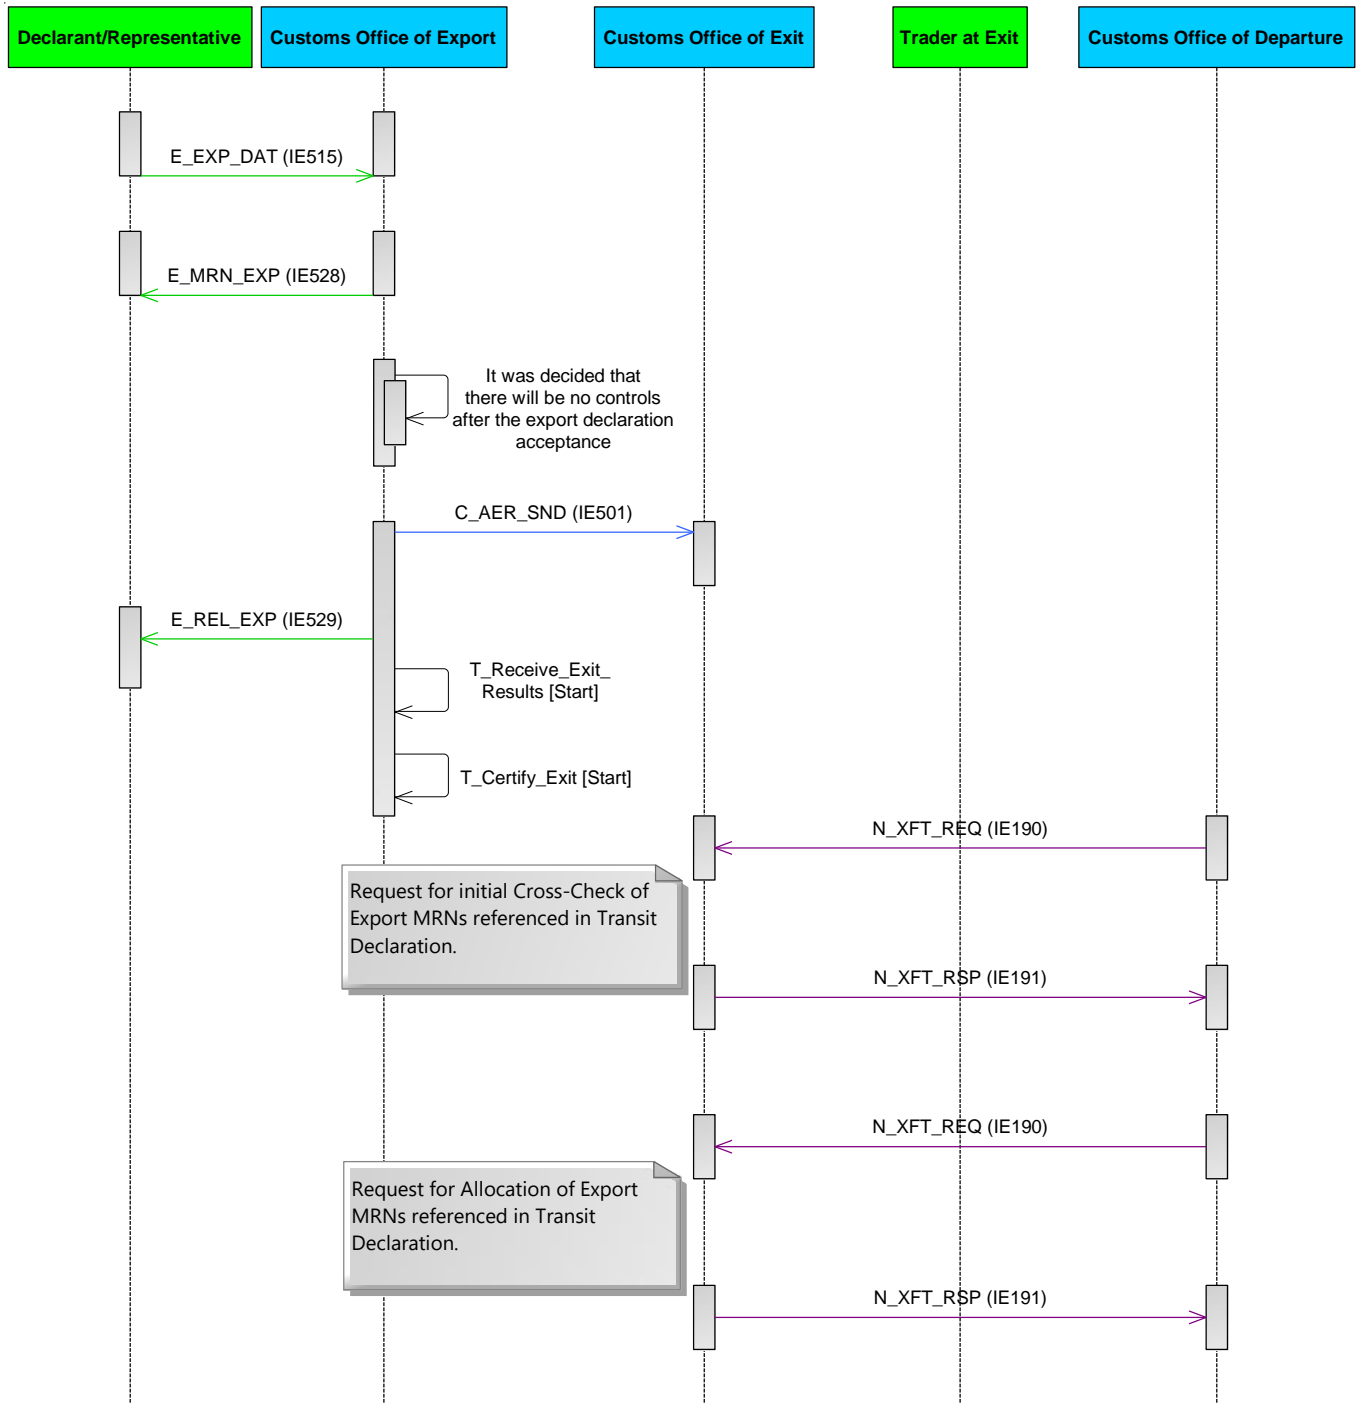 Declarant/Representative
Customs Office of Export
Customs Office of Exit
Trader at Exit
Customs Office of Departure
E_EXP_DAT (IE515)
E_MRN_EXP (IE528)
It was decided that
there will be no controls
after the export declaration
acceptance
C_AER_SND (IE501)
E_REL_EXP (IE529)
T_Receive_Exit_
Results [Start]
T_Certify_Exit [Start]
N_XFT_REQ (IE190)
Request for initial Cross-Check of
Export MRNs referenced in Transit
Declaration.
N_XFT_RSP (IE191)
N_XFT_REQ (IE190)
Request for Allocation of Export
MRNs referenced in Transit
Declaration.
N_XFT_RSP (IE191)